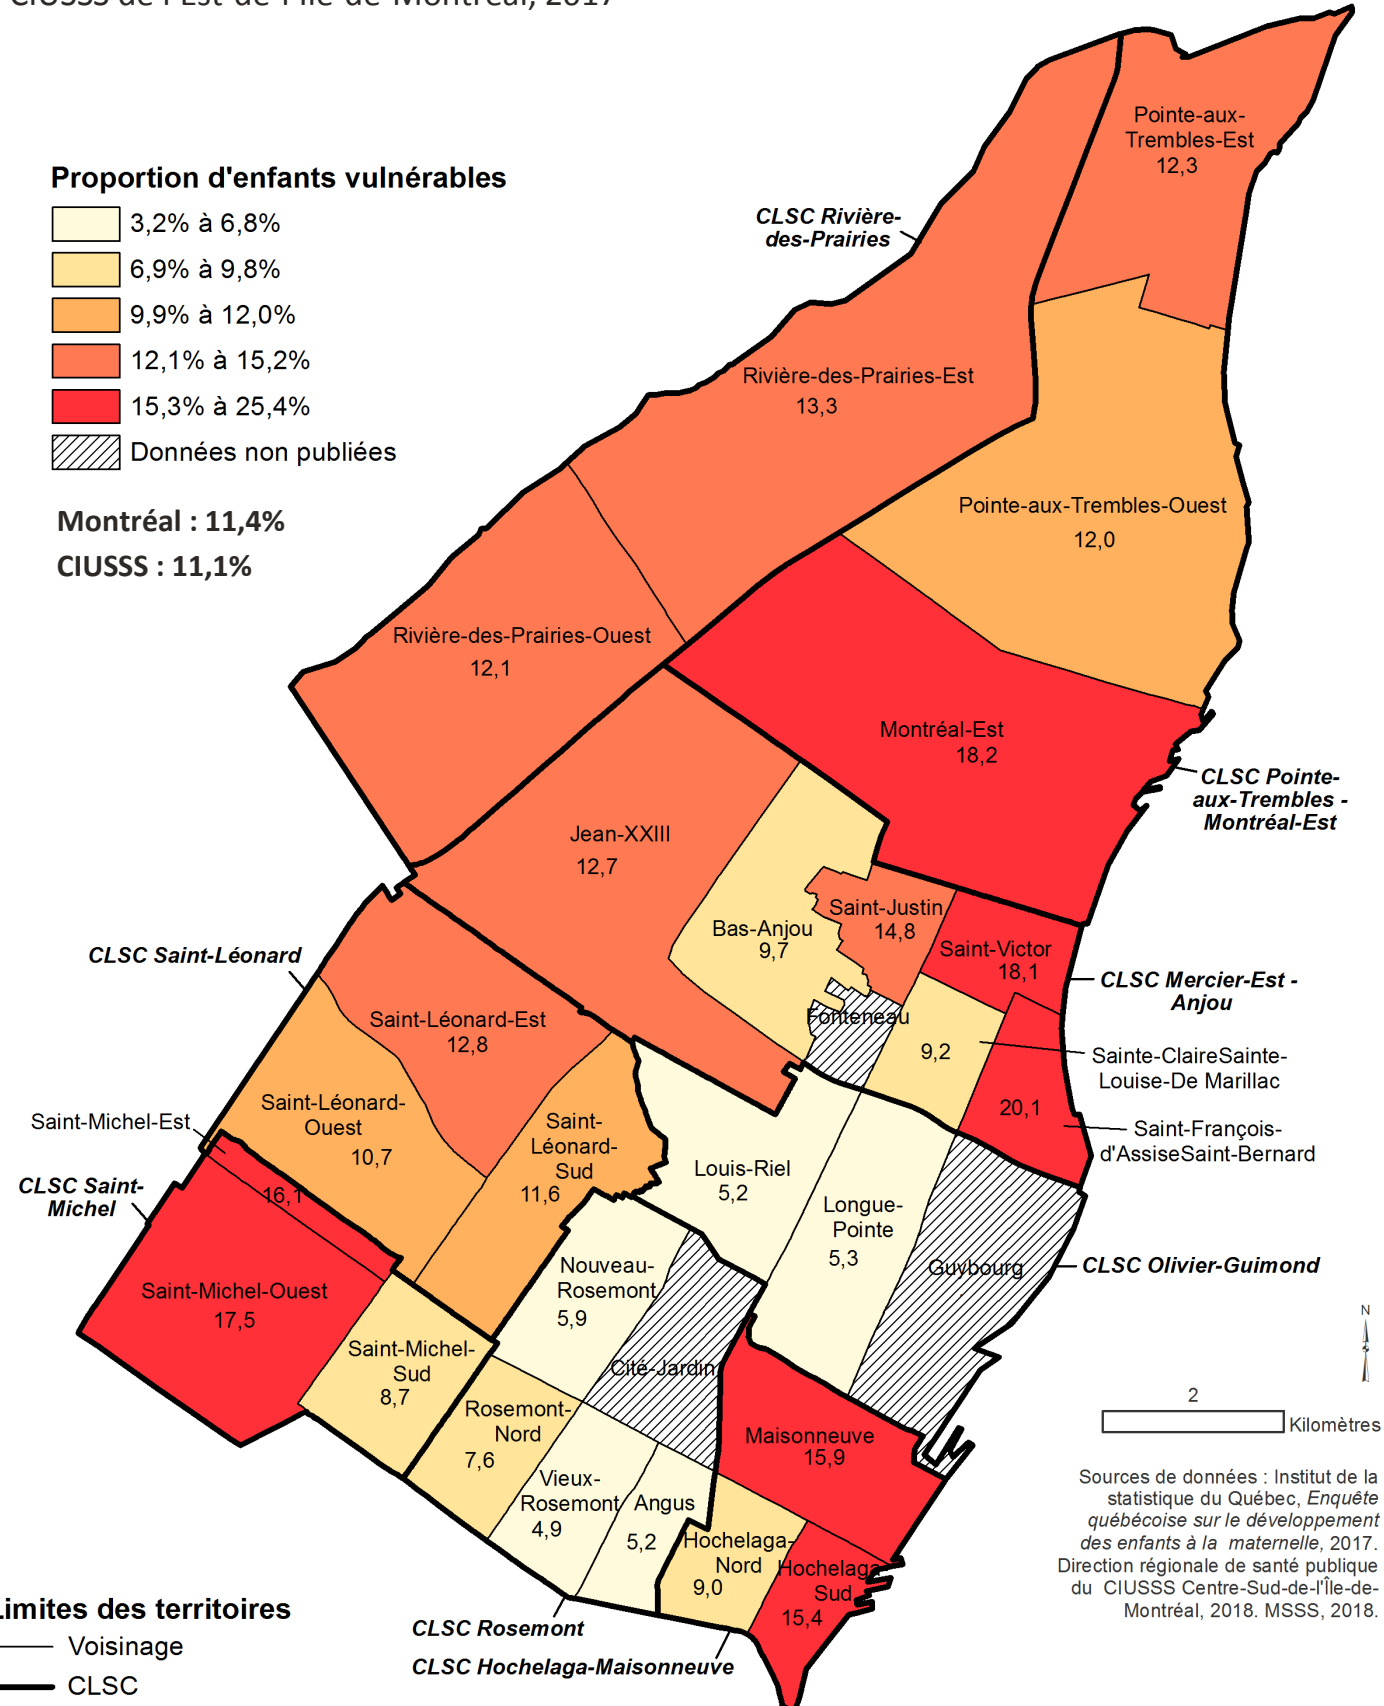 CIUSSS de l'Est-de-l'Île-de-Montréal, 2017
Pointe-aux-
Trembles-Est
12,3
Proportion d'enfants vulnérables
3,2% à 6,8%
6,9% à 9,8%
9,9% à 12,0%
12,1% à 15,2%
15,3% à 25,4%
Données non publiées
Montréal : 11,4%
CIUSSS : 11,1%
CLSC Rivière-
des-Prairies
Rivière-des-Prairies-Est
13,3
Pointe-aux-Trembles-Ouest
12,0
Rivière-des-Prairies-Ouest
12,1
Montréal-Est
18,2
CLSC Pointe-
aux-Trembles -
Montréal-Est
Jean-XXIII
12,7
Bas-Anjou
9,7
Saint-Justin
14,8
Saint-Victor
18,1
CLSC Mercier-Est -
Anjou
CLSC Saint-Léonard
Saint-Léonard-Est
12,8
Fonteneau
9,2
Sainte-ClaireSainte-
Louise-De Marillac
20,1
Saint-François-
d'AssiseSaint-Bernard
Saint-Léonard-
Ouest
10,7
Saint-
Léonard-
Sud
11,6
Saint-Michel-Est
16,1
CLSC Saint-
Michel
Louis-Riel
5,2
Longue-
Pointe
5,3
Guybourg
CLSC Olivier-Guimond
Saint-Michel-Ouest
17,5
Nouveau-
Rosemont
5,9
Cité-Jardin
Saint-Michel-
Sud
8,7
Rosemont-
Nord
7,6
Maisonneuve
15,9
Vieux-
Rosemont
4,9
Angus
5,2
Hochelaga-
Nord
9,0
Hochelaga-
Sud
15,4
CLSC Rosemont
CLSC Hochelaga-Maisonneuve
N
2
Kilomètres
Sources de données : Institut de la
statistique du Québec, Enquête
québécoise sur le développement
des enfants à la maternelle, 2017.
Direction régionale de santé publique
du CIUSSS Centre-Sud-de-l'Île-de-
Montréal, 2018. MSSS, 2018.
Limites des territoires
Voisinage
CLSC